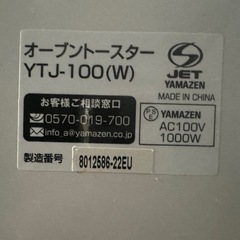 オーブントースター
YTJ-100(W)
JET
YAMAZEN
MADE IN CHINA
お客様ご相談窓口
0570-019-700
info_a@yamazen.co.jp
YAMAZEN
AC100V
1000W
製造番号
8012586-22EU